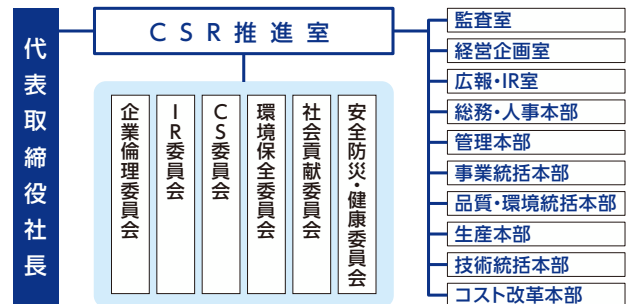 代表取締役社長
CSR推進室
企業倫理委員会
IR委員会
CS委員会
環境保全委員会
社会貢献委員会
安全防災・健康委員会
監査室
経営企画室
広報・IR室
総務・人事本部
管理本部
事業統括本部
品質・環境統括本部
生産本部
技術統括本部
コスト改革本部